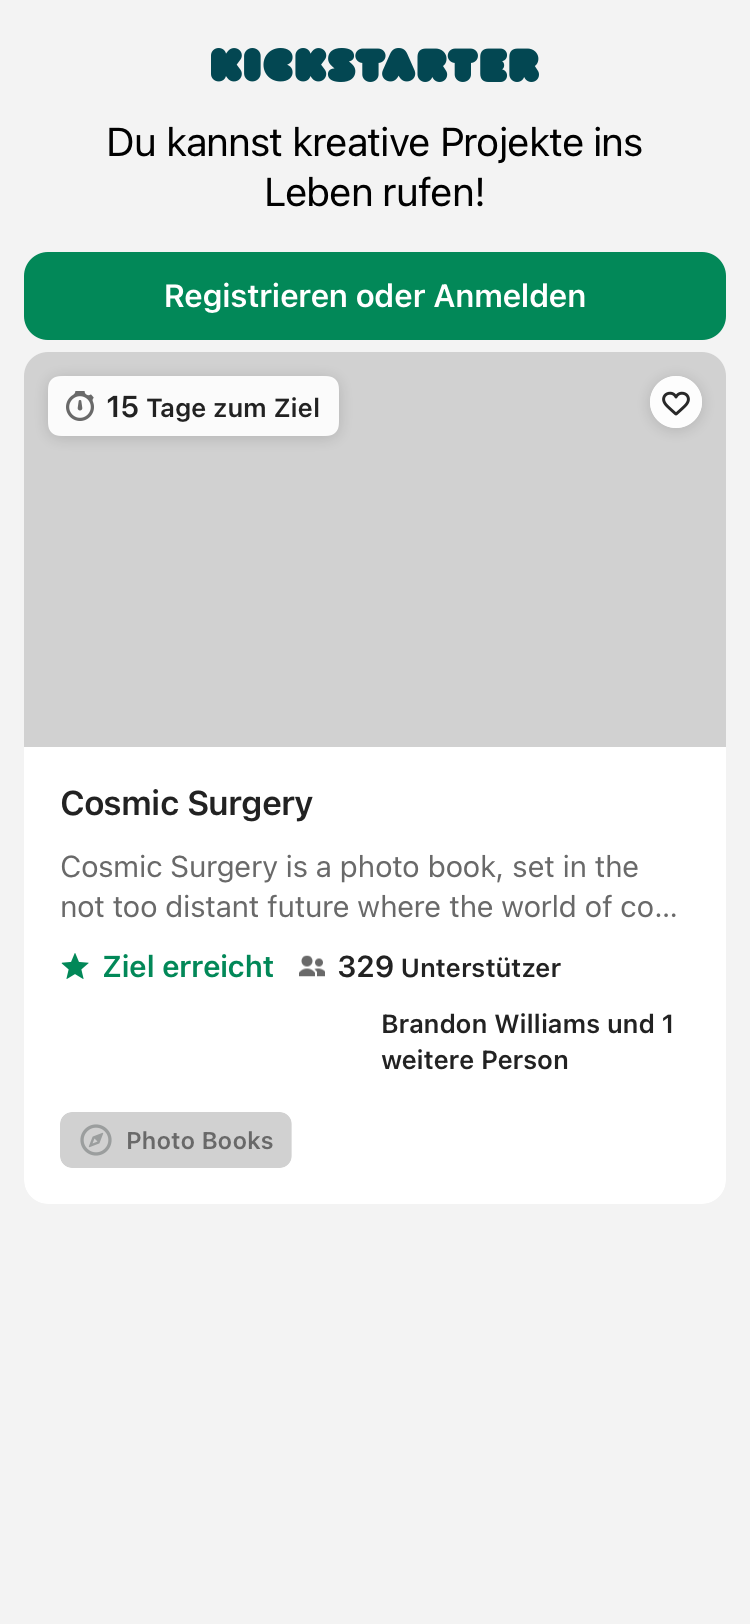 KICKSTARTER
Du kannst kreative Projekte ins
Leben rufen!
Registrieren oder Anmelden
15 Tage zum Ziel
Cosmic Surgery
Cosmic Surgery is a photo book, set in the
not too distant future where the world of co...
Ziel erreicht 329 Unterstützer
Brandon Williams und 1
weitere Person
Photo Books